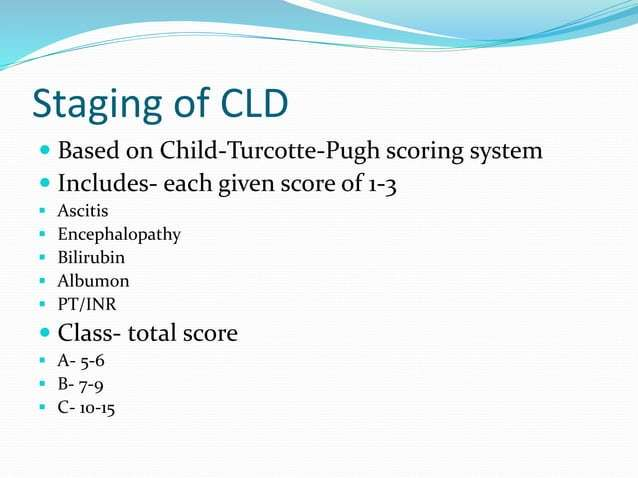 Staging of CLD
Based on Child-Turcotte-Pugh scoring system
Includes- each given score of 1-3
Ascitis
Encephalopathy
Bilirubin
Albumon
PT/INR
Class- total score
A- 5-6
B- 7-9
C- 10-15